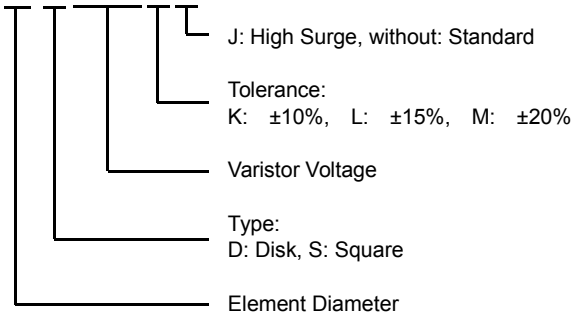 J: High Surge, without: Standard
Tolerance:
K: ±10%, L: ±15%, M: ±20%
Varistor Voltage
Type:
D: Disk, S: Square
Element Diameter